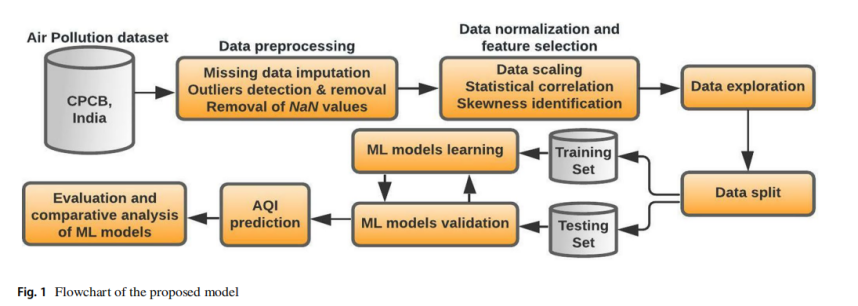 Air Pollution dataset
CPCB,
India
Data preprocessing
Missing data imputation
Outliers detection & removal
Removal of NaN values
Data normalization and
feature selection
Data scaling
Statistical correlation
Skewness identification
Data exploration
Data split
Training
Set
Testing
Set
ML models learning
ML models validation
AQI
prediction
Evaluation and
comparative analysis
of ML models
Fig. 1 Flowchart of the proposed model